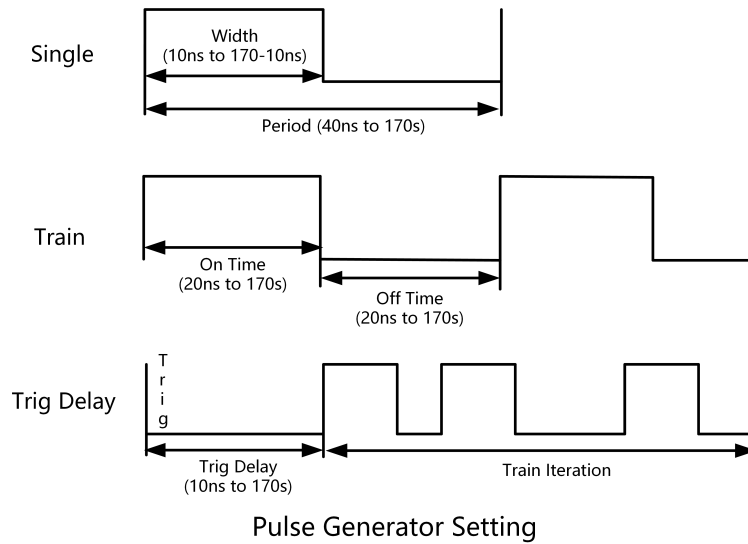 Single
Width
(10ns to 170-10ns)
Period (40ns to 170s)
Train
On Time
(20ns to 170s)
Off Time
(20ns to 170s)
Trig Delay
Trig
Trig Delay
(10ns to 170s)
Train Iteration
Pulse Generator Setting